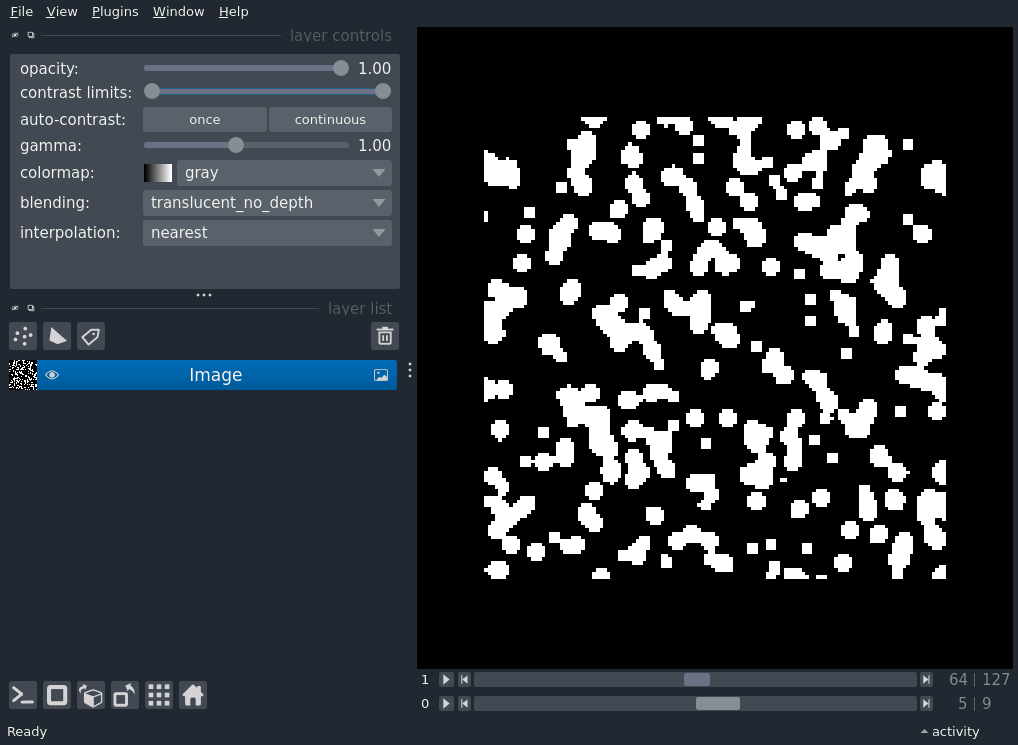 File View Plugins Window Help
layer controls
opacity: 1.00
contrast limits:
auto-contrast: once continuous
gamma: 1.00
colormap: gray
blending: translucent_no_depth
interpolation: nearest
layer list
Image
1 64 | 127
0 5 | 9
Ready activity